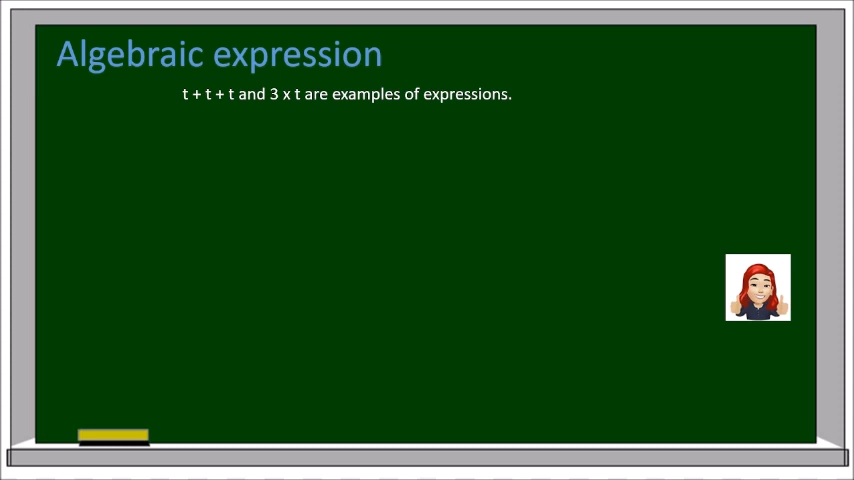 Algebraic expression
t + t + t and 3 x t are examples of expressions.